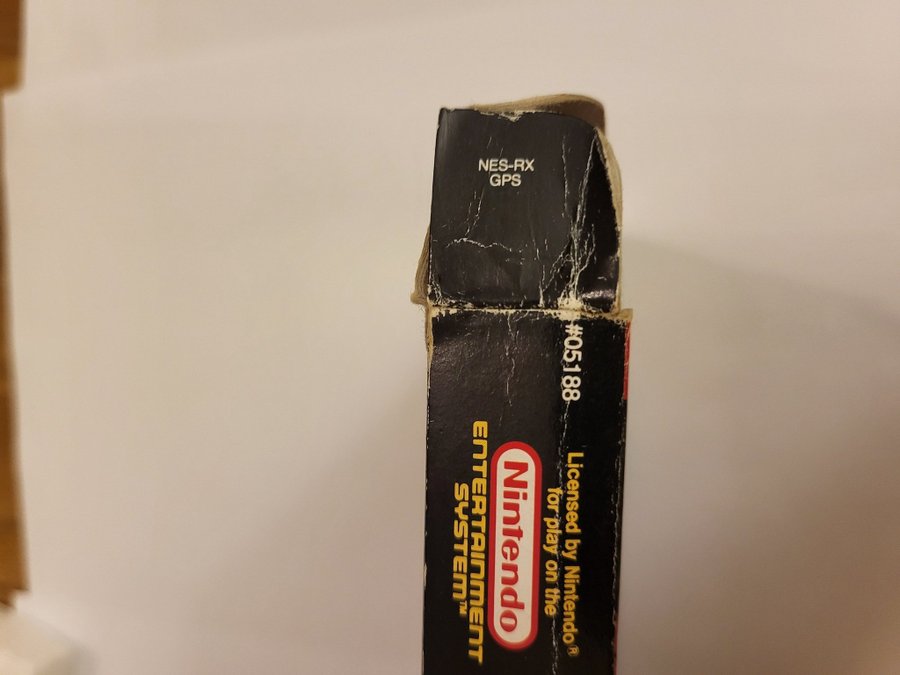 NES-RX
GPS
#05188
Licensed by Nintendo®
for play on the
Nintendo
ENTERTAINMENT
SYSTEM™